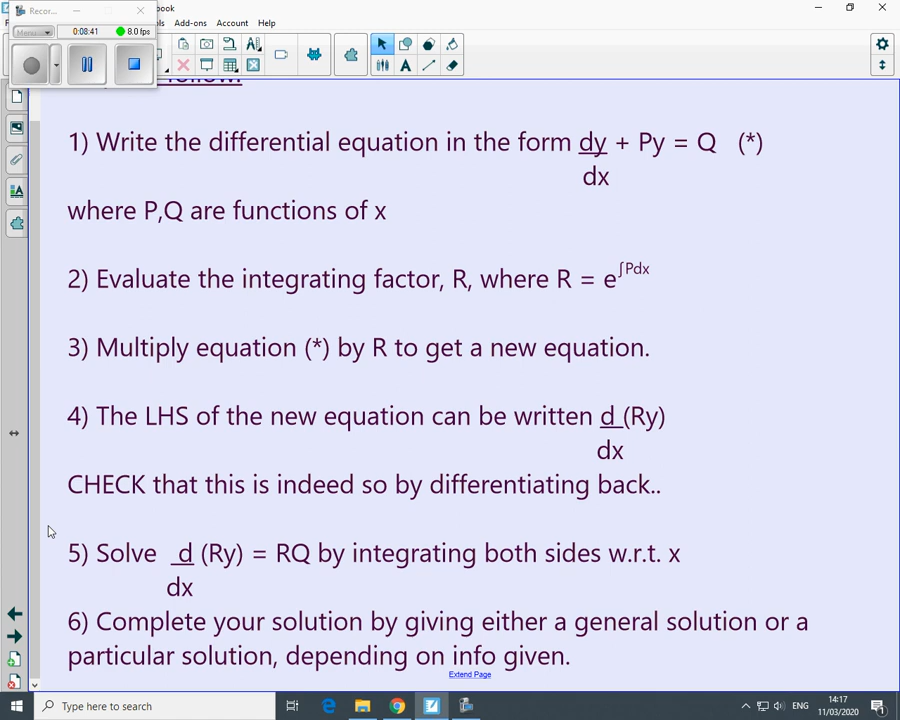 Recor...
book
Menu...
0:08:41
8.0 fps
ls Add-ons Account Help
1) Write the differential equation in the form dy + Py = Q (*)
dx
where P,Q are functions of x
2) Evaluate the integrating factor, R, where R = e^∫Pdx
3) Multiply equation (*) by R to get a new equation.
4) The LHS of the new equation can be written d (Ry)
dx
CHECK that this is indeed so by differentiating back..
5) Solve d (Ry) = RQ by integrating both sides w.r.t. x
dx
6) Complete your solution by giving either a general solution or a
particular solution, depending on info given.
Extend Page
Type here to search
ENG
14:17
11/03/2020
1